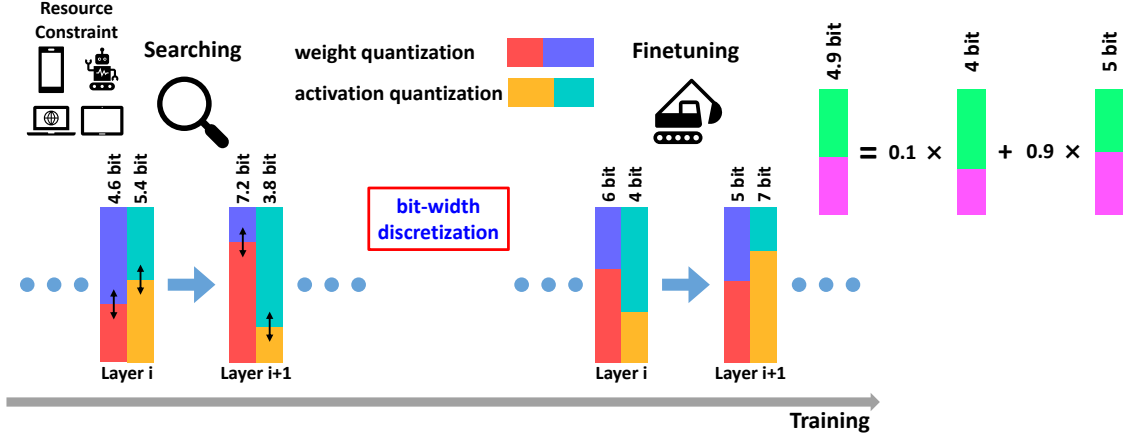 Resource
Constraint
Searching
weight quantization
activation quantization
Finetuning
4.9 bit
4 bit
5 bit
= 0.1 × + 0.9 ×
4.6 bit
5.4 bit
7.2 bit
3.8 bit
bit-width
discretization
6 bit
4 bit
5 bit
7 bit
Layer i
Layer i+1
Layer i
Layer i+1
Training